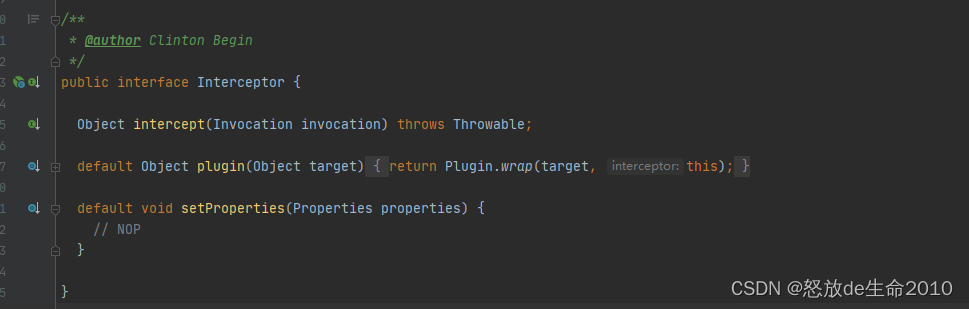 0 /**
1 * @author Clinton Begin
2 */
3 public interface Interceptor {
4
5 Object intercept(Invocation invocation) throws Throwable;
6
7 default Object plugin(Object target) { return Plugin.wrap(target, interceptor: this); }
0
1 default void setProperties(Properties properties) {
2 // NOP
3 }
4
5 }
CSDN @怒放de生命2010